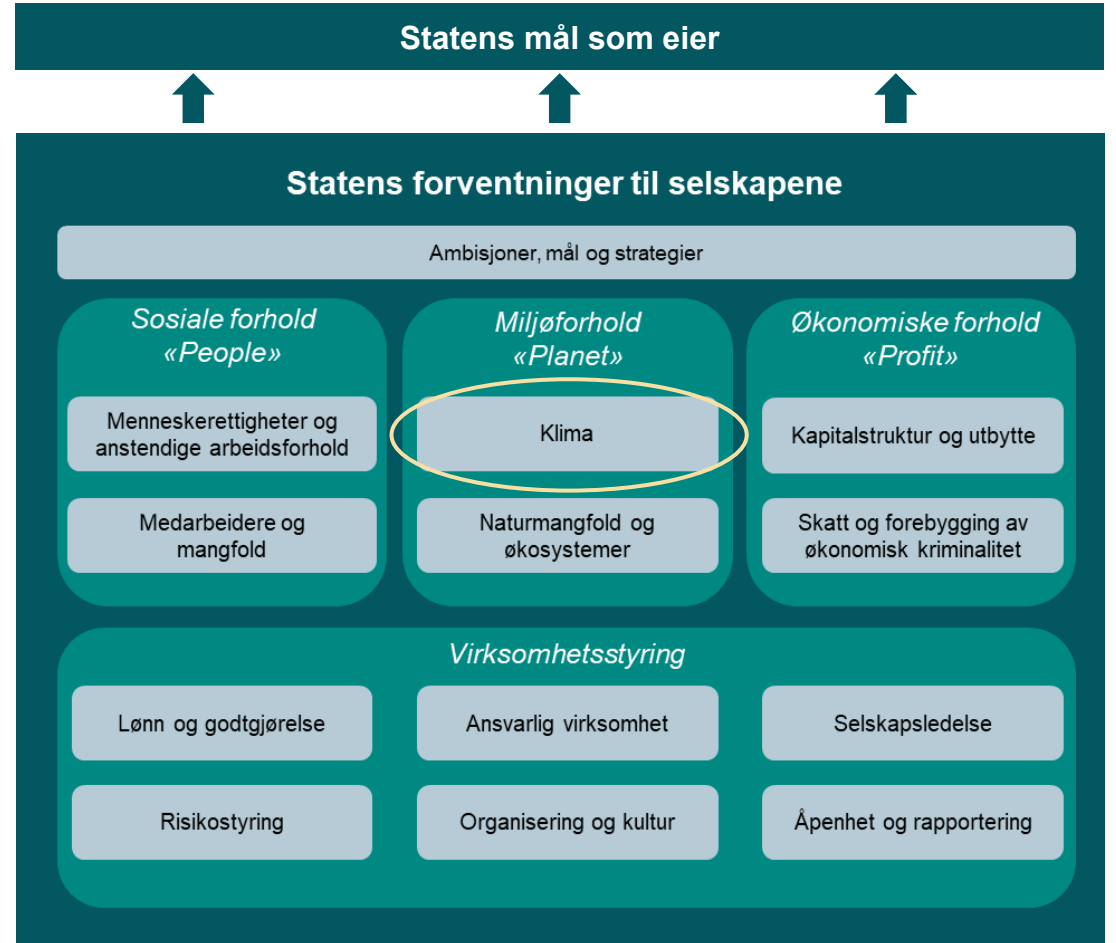 Statens mål som eier
Statens forventninger til selskapene
Ambisjoner, mål og strategier
Sosiale forhold
«People»
Menneskerettigheter og
anstendige arbeidsforhold
Medarbeidere og
mangfold
Miljøforhold
«Planet»
Klima
Naturmangfold og
økosystemer
Økonomiske forhold
«Profit»
Kapitalstruktur og utbytte
Skatt og forebygging av
økonomisk kriminalitet
Virksomhetsstyring
Lønn og godtgjørelse
Ansvarlig virksomhet
Selskapsledelse
Risikostyring
Organisering og kultur
Åpenhet og rapportering